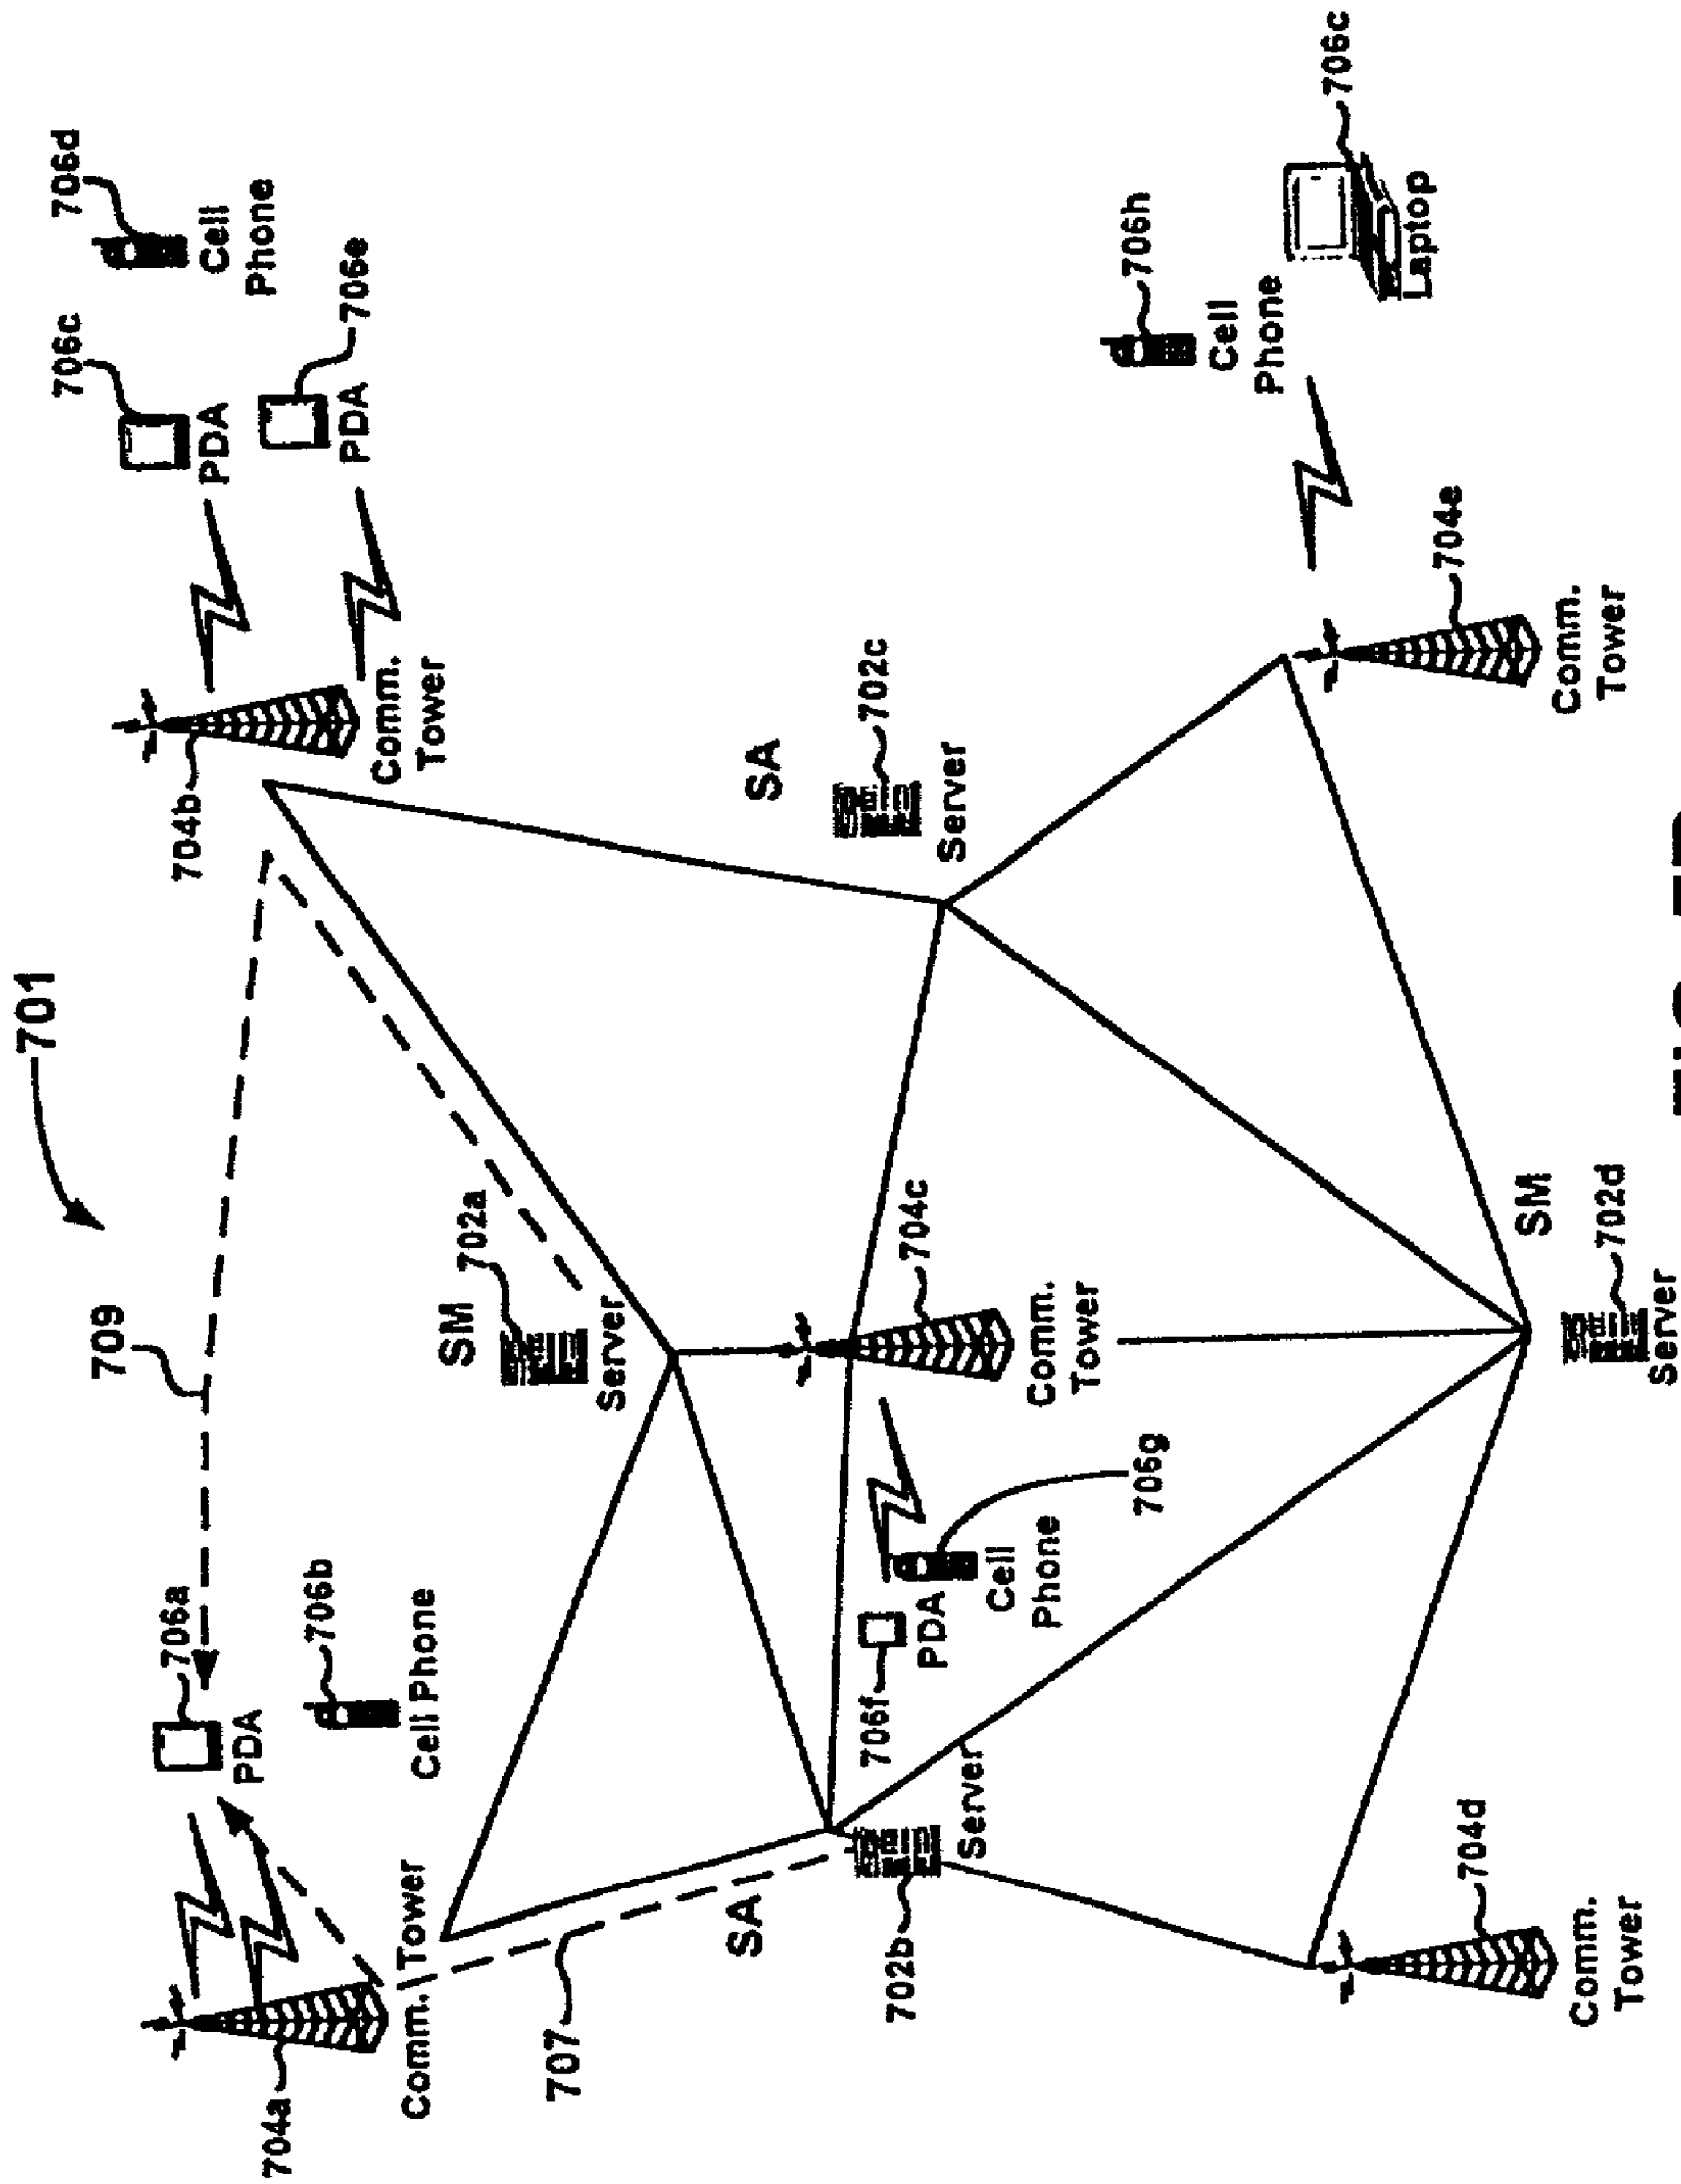 701
706d
706c
709
706a
Cell
Phone
704b
PDA
PDA
706e
PDA
704a
706b
Comm. Tower
Cell Phone
Comm.
Tower
SM
702a
707
Server
SA
SA
702c
702b
706f
704c
Server
PDA
Server
Cell
Phone
Comm.
Tower
706g
706h
Cell
Phone
706c
Laptop
704d
704e
SM
Comm.
Tower
702d
Server
Comm.
Tower